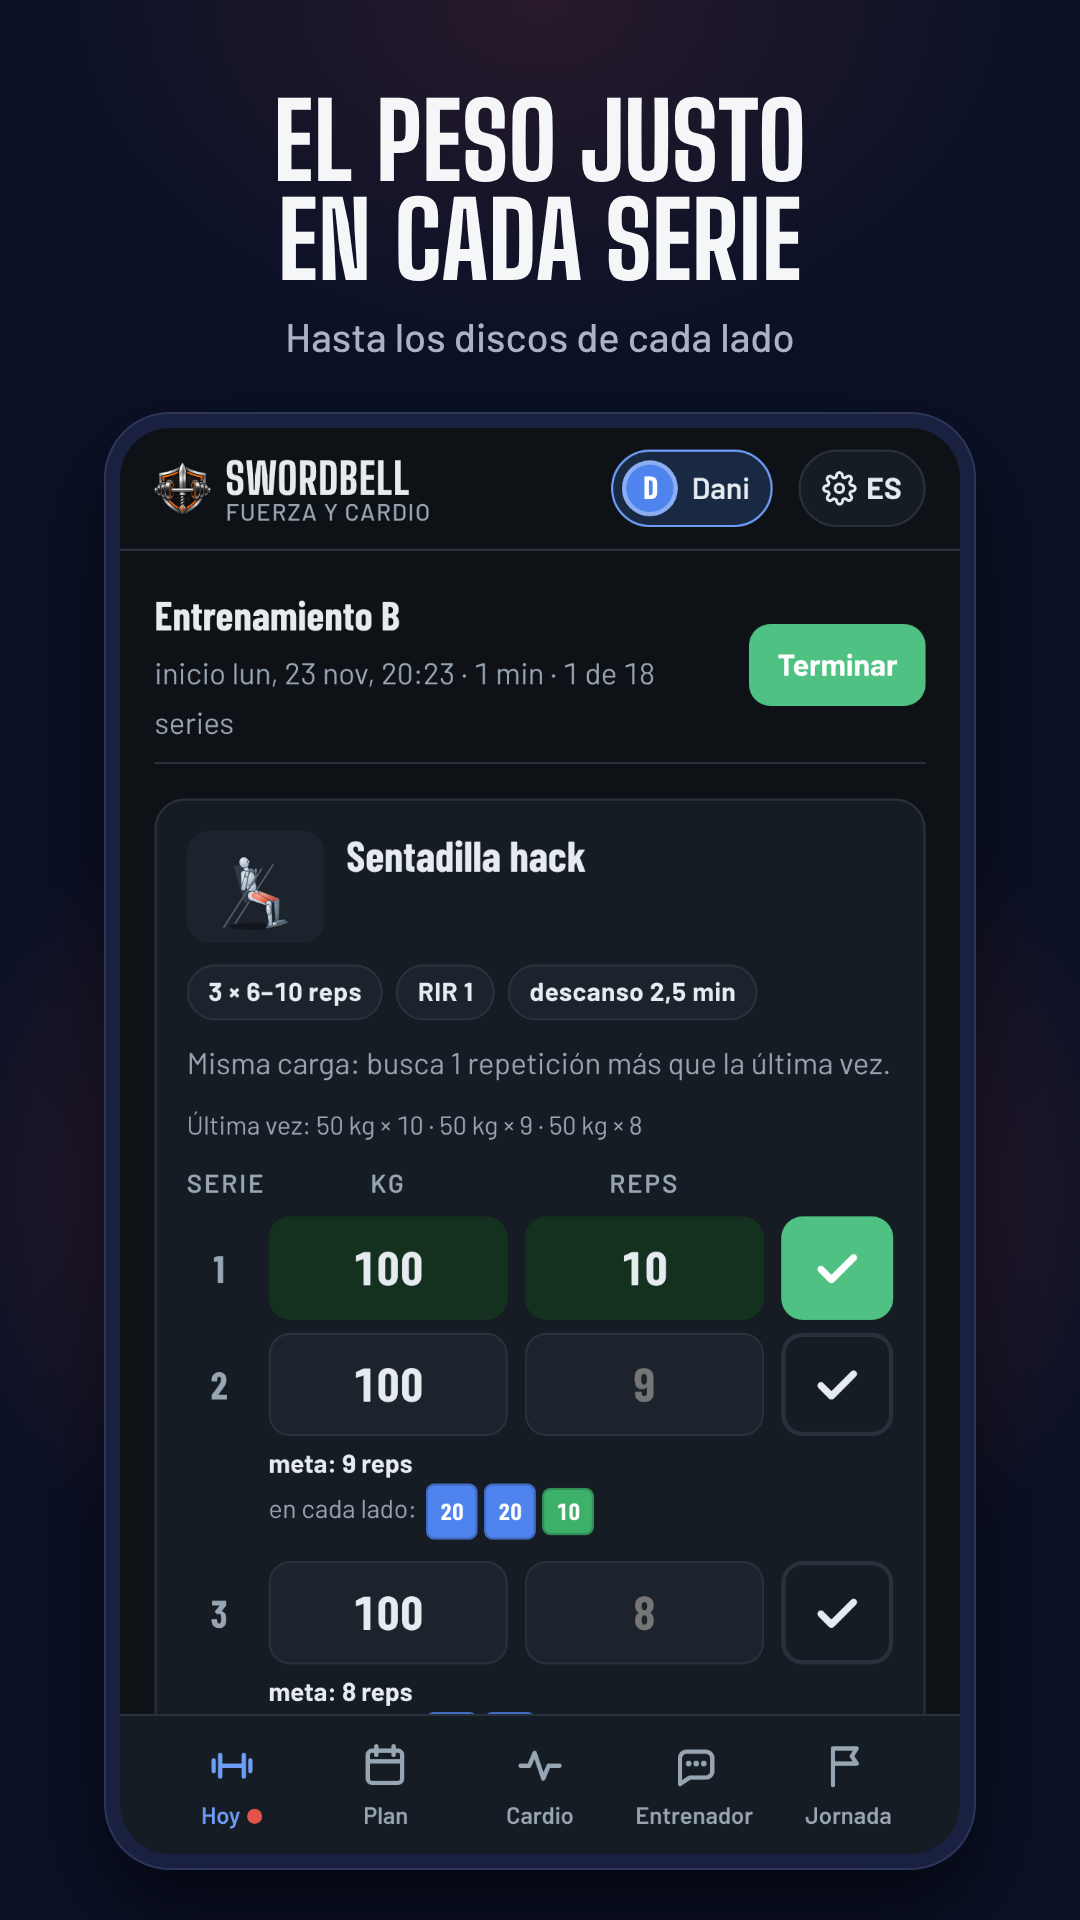 EL PESO JUSTO
EN CADA SERIE
Hasta los discos de cada lado
SWORDBELL
FUERZA Y CARDIO
D Dani
ES
Entrenamiento B
inicio lun, 23 nov, 20:23 · 1 min · 1 de 18
series
Terminar
Sentadilla hack
3 × 6–10 reps RIR 1 descanso 2,5 min
Misma carga: busca 1 repetición más que la última vez.
Última vez: 50 kg × 10 · 50 kg × 9 · 50 kg × 8
SERIE KG REPS
1 100 10
2 100 9
meta: 9 reps
en cada lado: 20 20 10
3 100 8
meta: 8 reps
Hoy Plan Cardio Entrenador Jornada